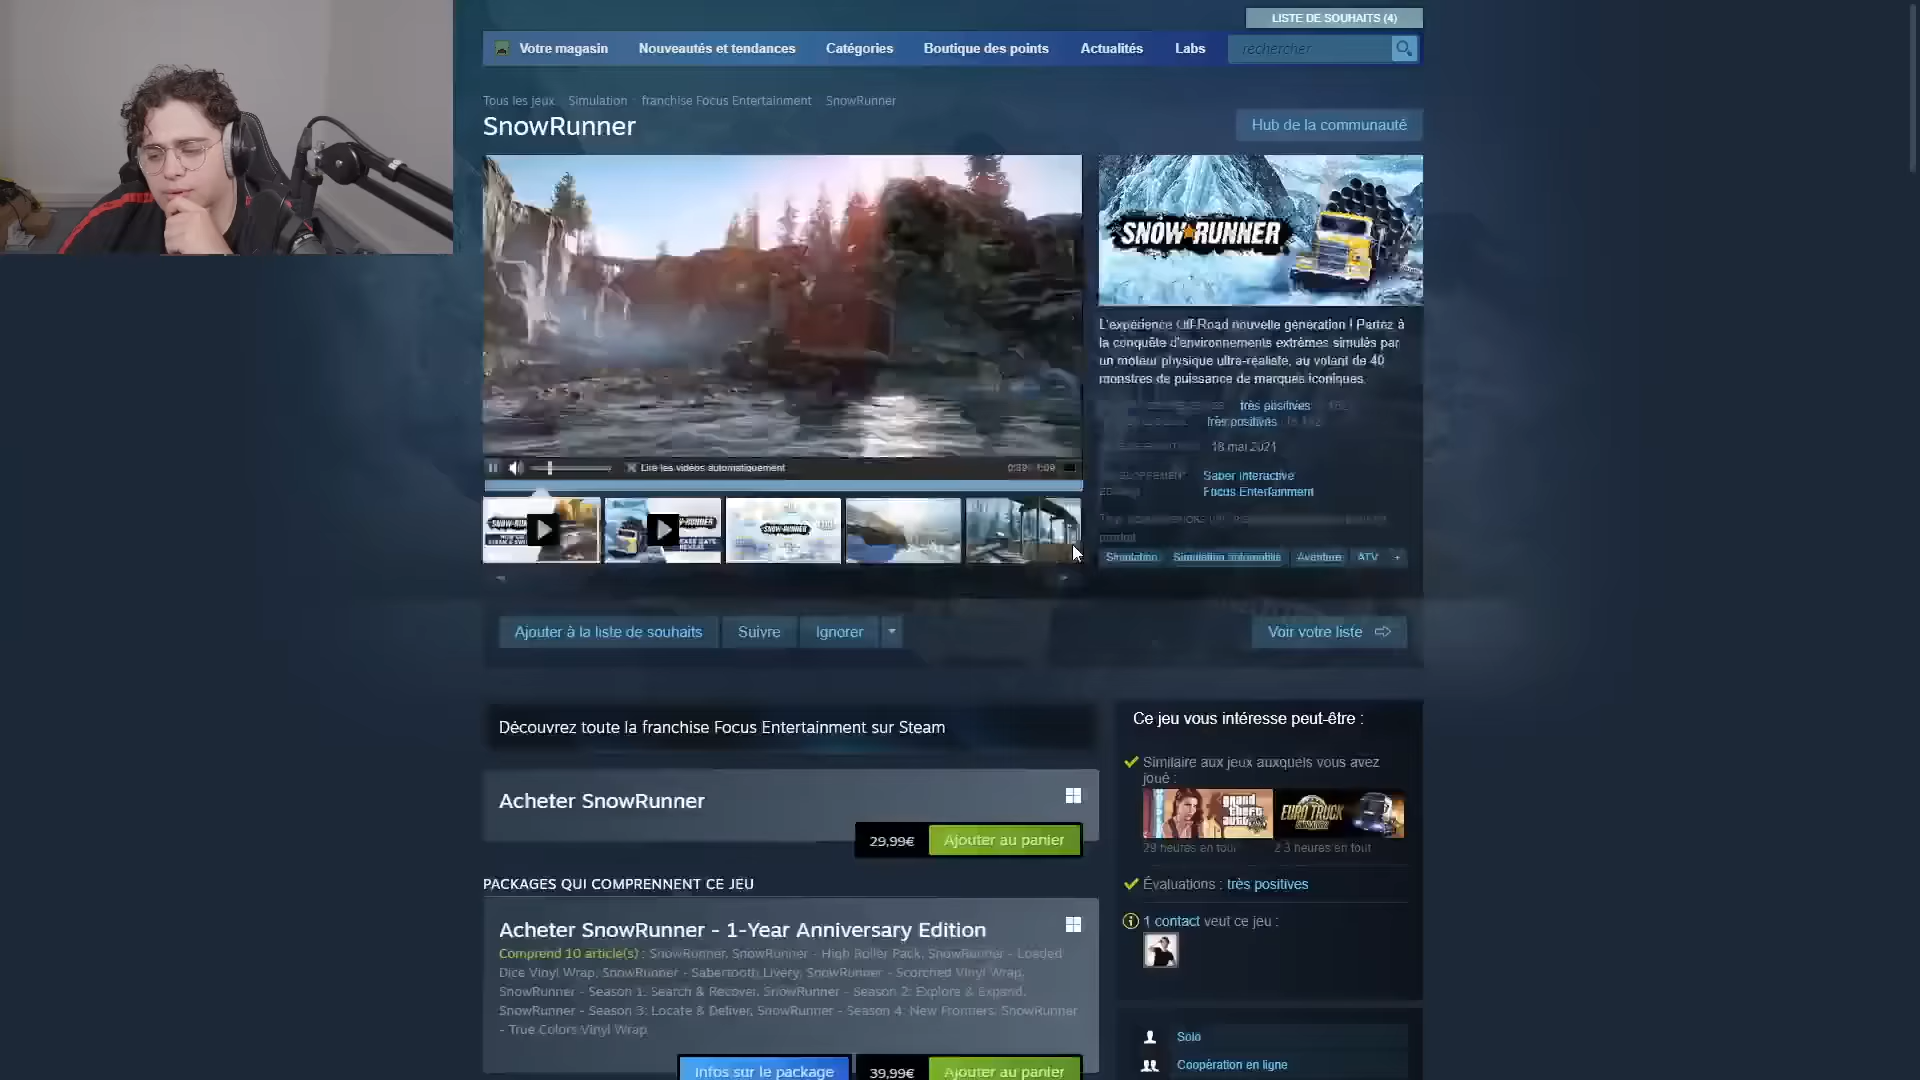 LISTE DE SOUHAITS (4)
Votre magasin
Nouveautés et tendances
Catégories
Boutique des points
Actualités
Labs
rechercher
Tous les jeux Simulation franchise Focus Entertainment SnowRunner
SnowRunner
Hub de la communauté
SNOWRUNNER
L'expérience Off-Road nouvelle génération ! Partez à
la conquête d'environnements extrêmes simulés par
un moteur physique ultra-réaliste, au volant de 40
monstres de puissance de marques iconiques.
très positives
très positives
18 mai 2021
Saber Interactive
Focus Entertainment
Simulation Simulation automobile Aventure ATV +
Lire les vidéos automatiquement
SNOWRUNNER
Ajouter à la liste de souhaits
Suivre
Ignorer
Voir votre liste
Découvrez toute la franchise Focus Entertainment sur Steam
Acheter SnowRunner
29,99€
Ajouter au panier
PACKAGES QUI COMPRENNENT CE JEU
Acheter SnowRunner - 1-Year Anniversary Edition
Comprend 10 article(s) : SnowRunner, SnowRunner - High Roller Pack, SnowRunner - Loaded
Dice Vinyl Wrap, SnowRunner - Sabertooth Livery, SnowRunner - Scorched Vinyl Wrap,
SnowRunner - Season 1: Search & Recover, SnowRunner - Season 2: Explore & Expand,
SnowRunner - Season 3: Locate & Deliver, SnowRunner - Season 4: New Frontiers, SnowRunner
- True Colors Vinyl Wrap
Infos sur le package
39,99€
Ajouter au panier
Ce jeu vous intéresse peut-être :
Similaire aux jeux auxquels vous avez
joué :
grand theft auto
EURO TRUCK SIMULATOR
29 heures en tout
2.3 heures en tout
Évaluations : très positives
1 contact veut ce jeu :
Solo
Coopération en ligne